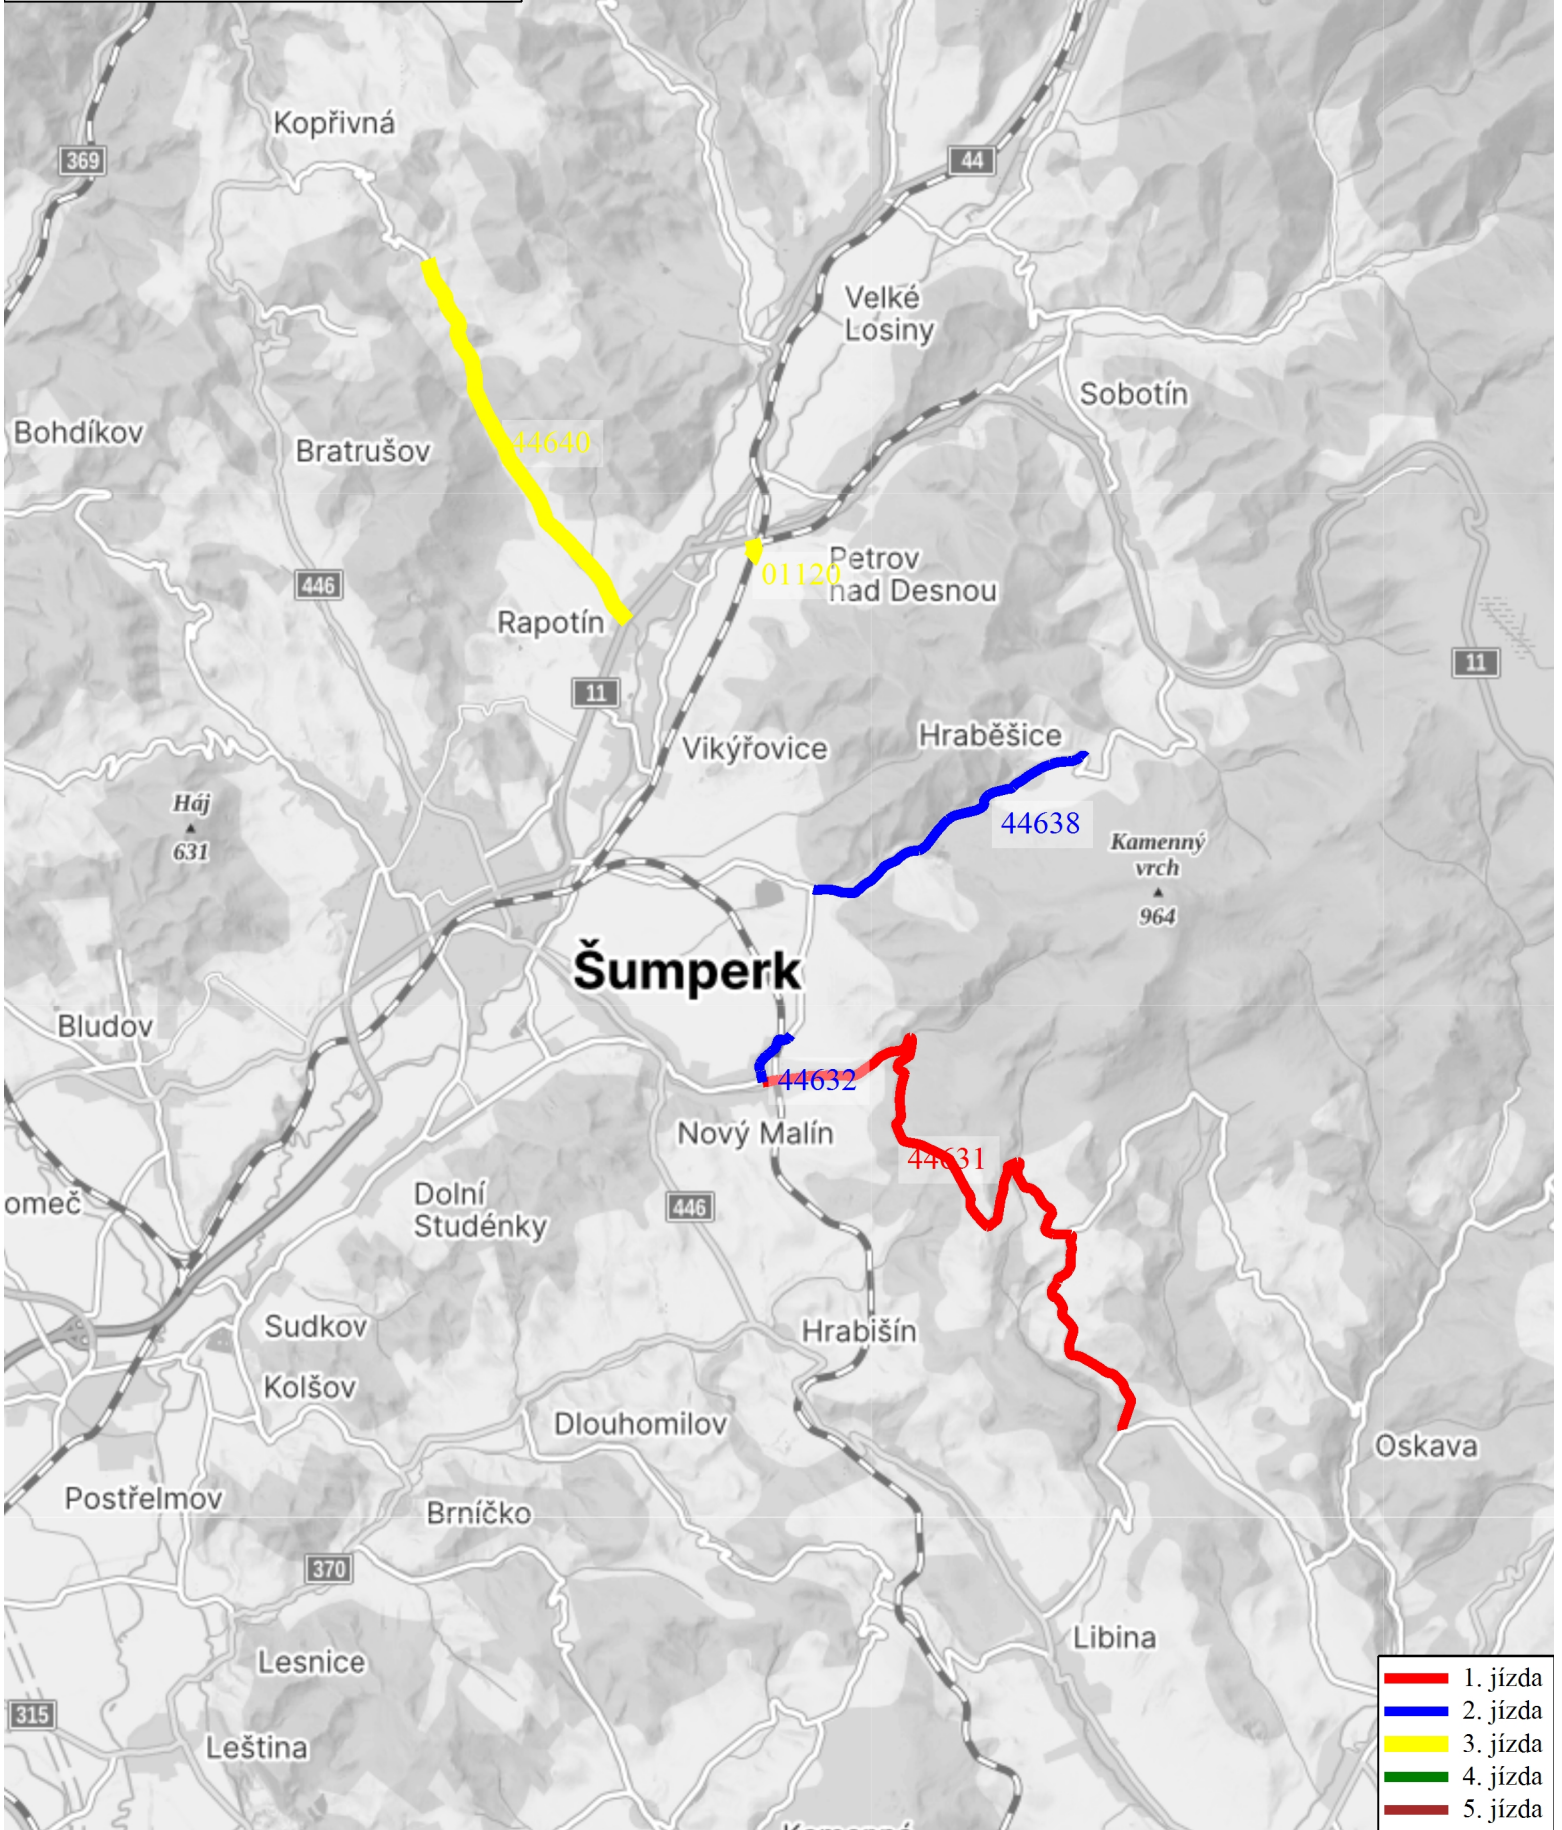 Kopřivná
369
44
Velké
Losiny
Sobotín
Bohdíkov
Bratrušov
44640
Petrov
nad Desnou
01120
446
Rapotín
11
11
Vikýřovice
Hraběšice
Háj
631
44638
Kamenný
vrch
964
Šumperk
Bludov
44632
Nový Malín
44631
omeč
Dolní
Studénky
446
Sudkov
Hrabišín
Kolšov
Dlouhomilov
Oskava
Postřelmov
Brníčko
370
Libina
Lesnice
315
Leština
1. jízda
2. jízda
3. jízda
4. jízda
5. jízda